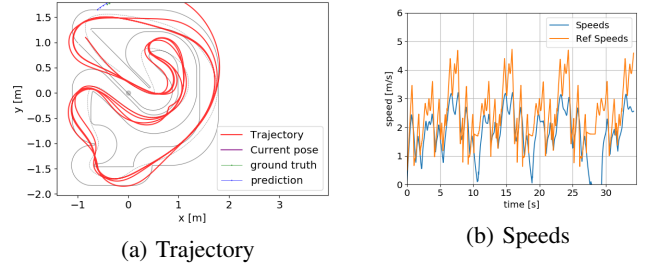 1.5
1.0
0.5
0.0
−0.5
−1.0
−1.5
−2.0
y [m]
−1
0
1
2
3
x [m]
Trajectory
Current pose
ground truth
prediction
(a) Trajectory
6
5
4
3
2
1
0
speed [m/s]
0
5
10
15
20
25
30
time [s]
Speeds
Ref Speeds
(b) Speeds